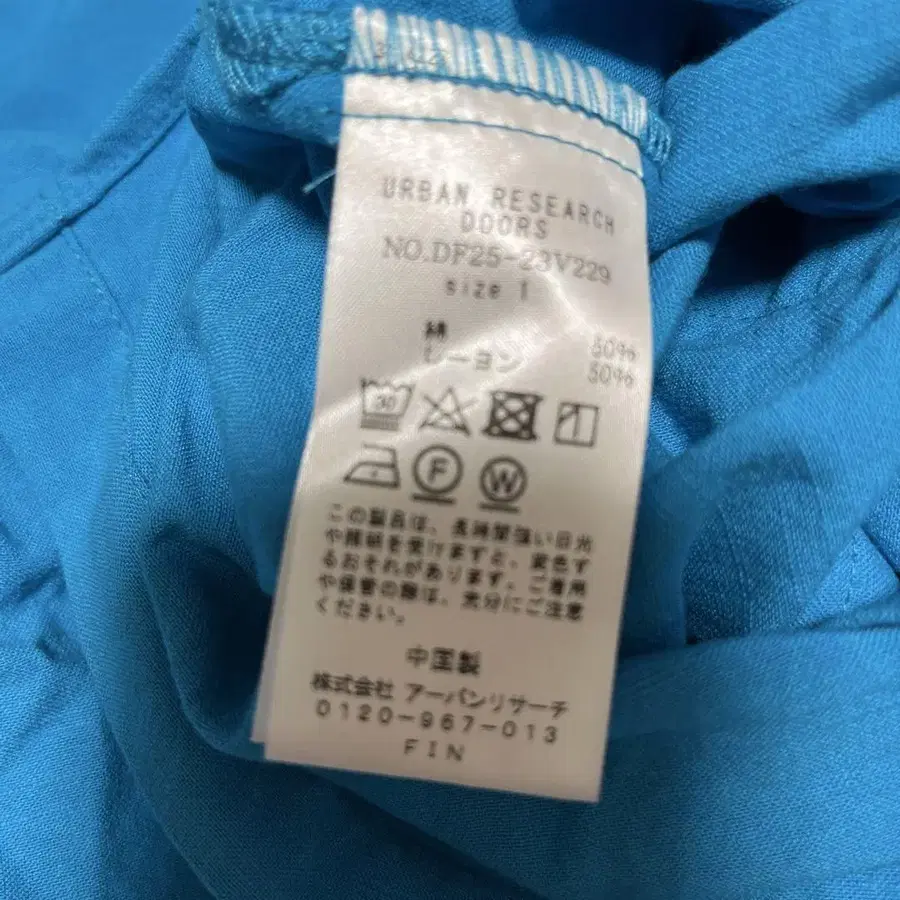 URBAN RESEARCH
DOORS
NO.DF25-23V229
size 1
綿 50%
レーヨン 50%
30
F W
この製品は、長時間強い日光
や照明を受けますと、変色す
るおそれがあります。ご着用
や保管の際は、充分にご注意
ください。
中国製
株式会社 アーバンリサーチ
0120-967-013
FIN